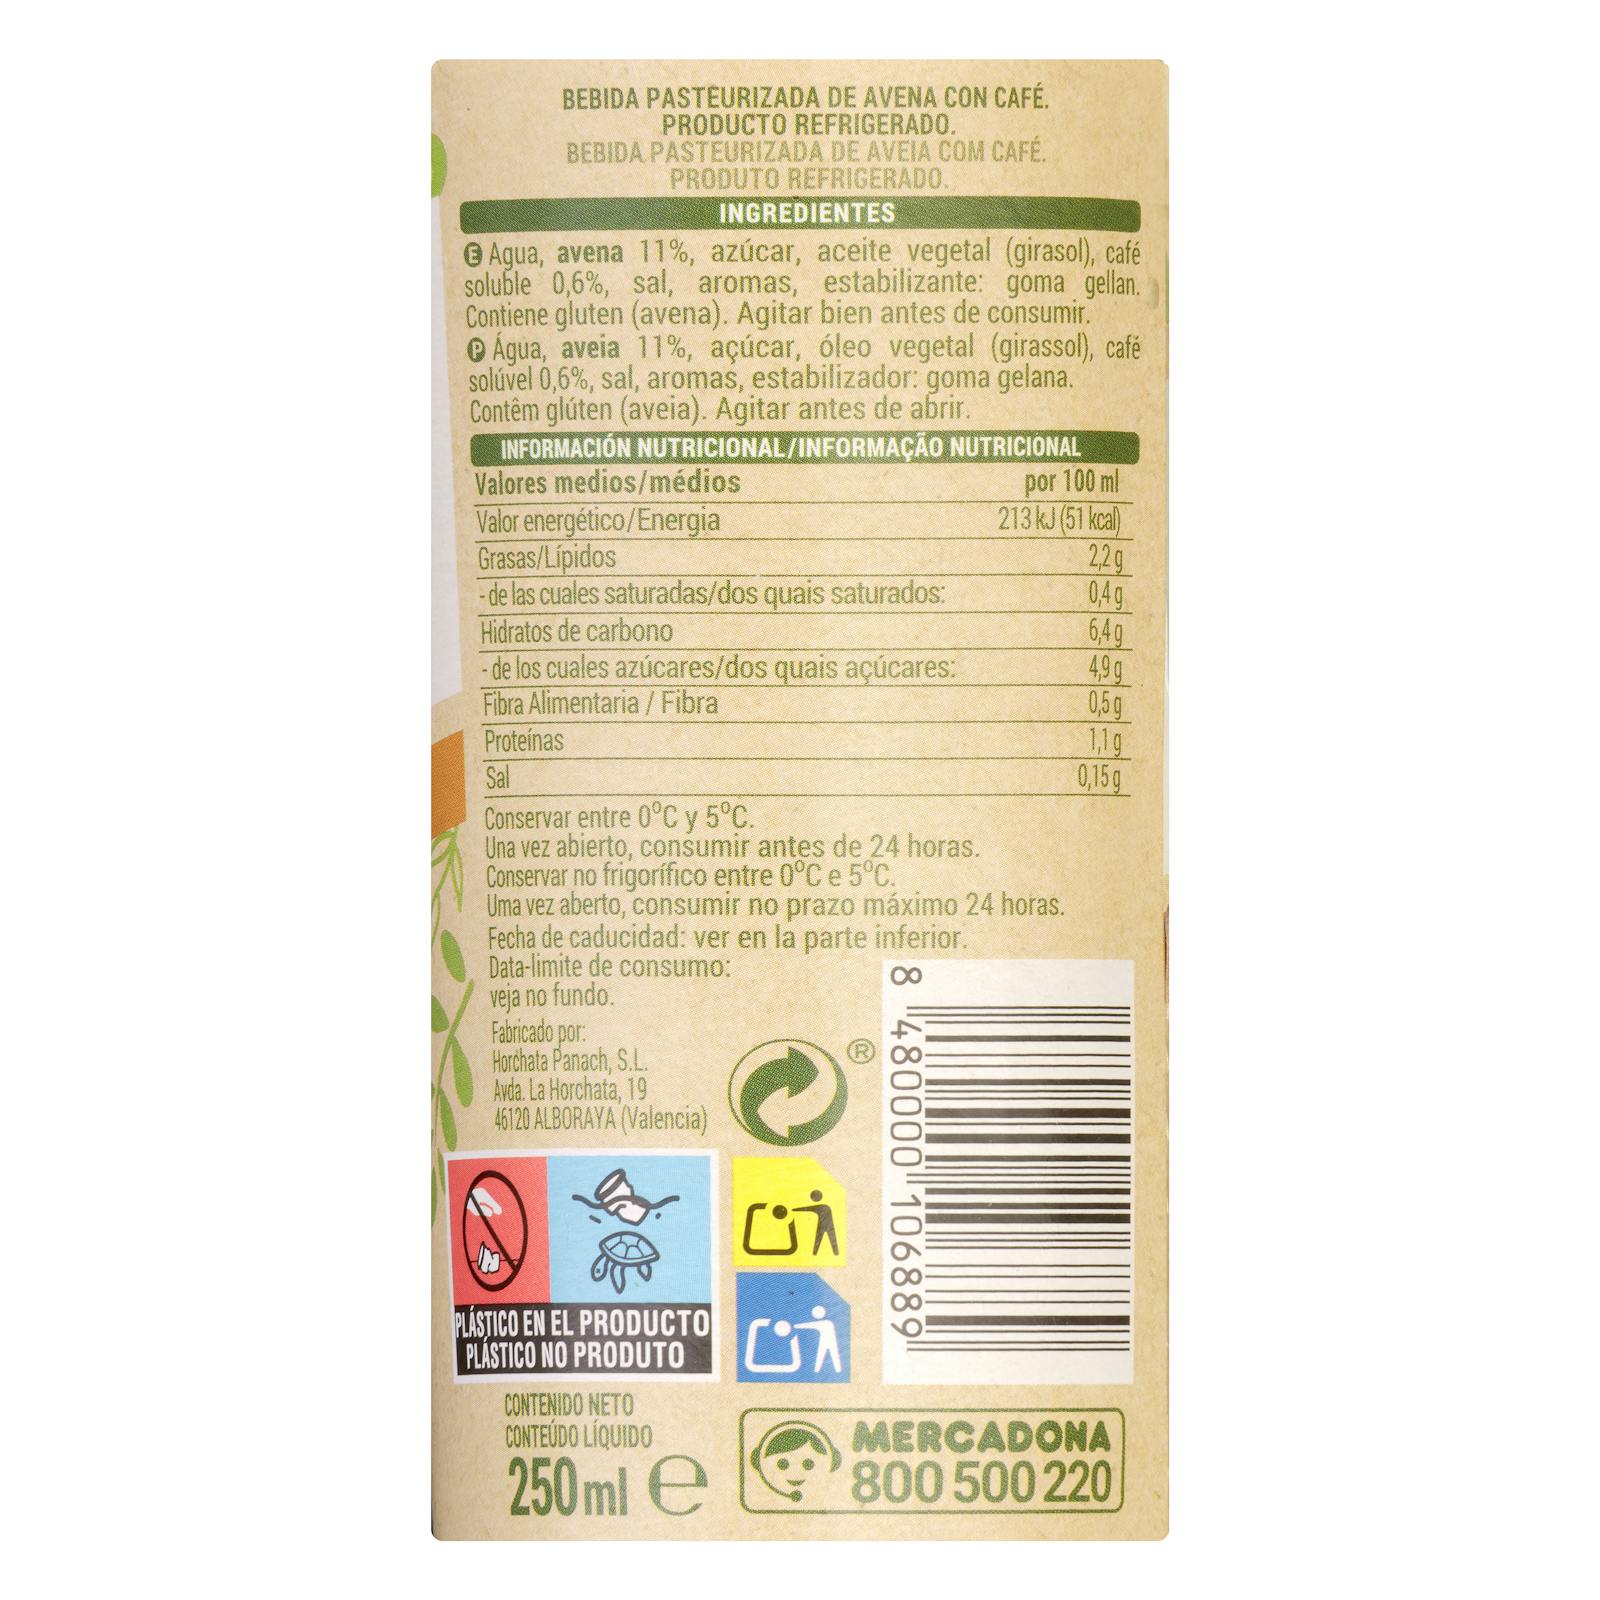 BEBIDA PASTEURIZADA DE AVENA CON CAFÉ.
PRODUCTO REFRIGERADO.
BEBIDA PASTEURIZADA DE AVEIA COM CAFÉ.
PRODUTO REFRIGERADO.
INGREDIENTES
E Agua, avena 11%, azúcar, aceite vegetal (girasol), café
soluble 0,6%, sal, aromas, estabilizante: goma gellan.
Contiene gluten (avena). Agitar bien antes de consumir.
P Água, aveia 11%, açúcar, óleo vegetal (girassol), café
solúvel 0,6%, sal, aromas, estabilizador: goma gelana.
Contêm glúten (aveia). Agitar antes de abrir.
INFORMACIÓN NUTRICIONAL/INFORMAÇÃO NUTRICIONAL
Valores medios/médios por 100 ml
Valor energético/Energia 213 kJ (51 kcal)
Grasas/Lípidos 2,2 g
- de las cuales saturadas/dos quais saturados: 0,4 g
Hidratos de carbono 6,4 g
- de los cuales azúcares/dos quais açúcares: 4,9 g
Fibra Alimentaria / Fibra 0,5 g
Proteínas 1,1 g
Sal 0,15 g
Conservar entre 0ºC y 5ºC.
Una vez abierto, consumir antes de 24 horas.
Conservar no frigorífico entre 0ºC e 5ºC.
Uma vez aberto, consumir no prazo máximo 24 horas.
Fecha de caducidad: ver en la parte inferior.
Data-limite de consumo:
veja no fundo.
Fabricado por:
Horchata Panach, S.L.
Avda. La Horchata, 19
46120 ALBORAYA (Valencia)
®
8 480000 106889
PLÁSTICO EN EL PRODUCTO
PLÁSTICO NO PRODUTO
CONTENIDO NETO
CONTEÚDO LÍQUIDO
250 ml ℮
MERCADONA
800 500 220